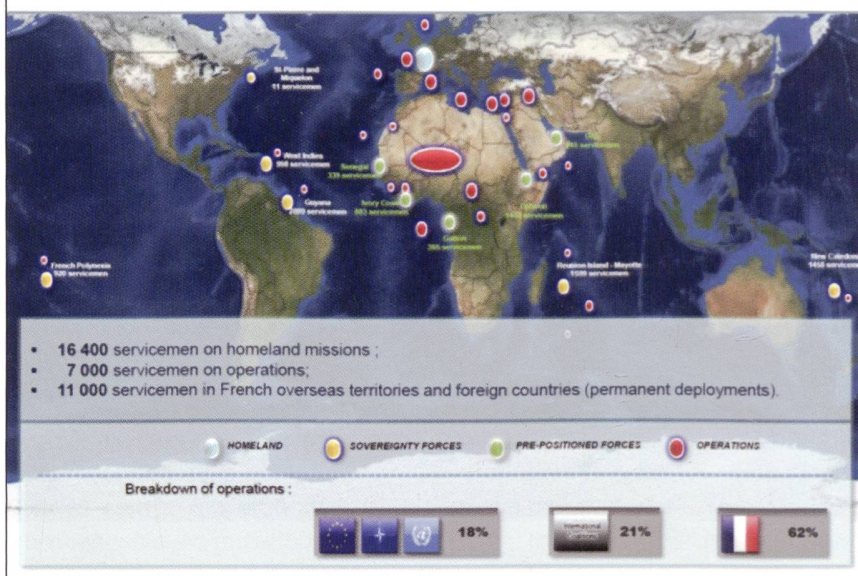 St-Pierre and
Miquelon
11 servicemen
West Indies
servicemen
Senegal
servicemen
Guyana
servicemen
Ivory Coast
servicemen
servicemen
servicemen
Gabon
servicemen
French Polynesia
servicemen
Reunion Island - Mayotte
servicemen
New Caledonia
servicemen
▪ 16 400 servicemen on homeland missions ;
▪ 7 000 servicemen on operations;
▪ 11 000 servicemen in French overseas territories and foreign countries (permanent deployments).
HOMELAND SOVEREIGNTY FORCES PRE-POSITIONED FORCES OPERATIONS
Breakdown of operations :
18% International 21% 62%